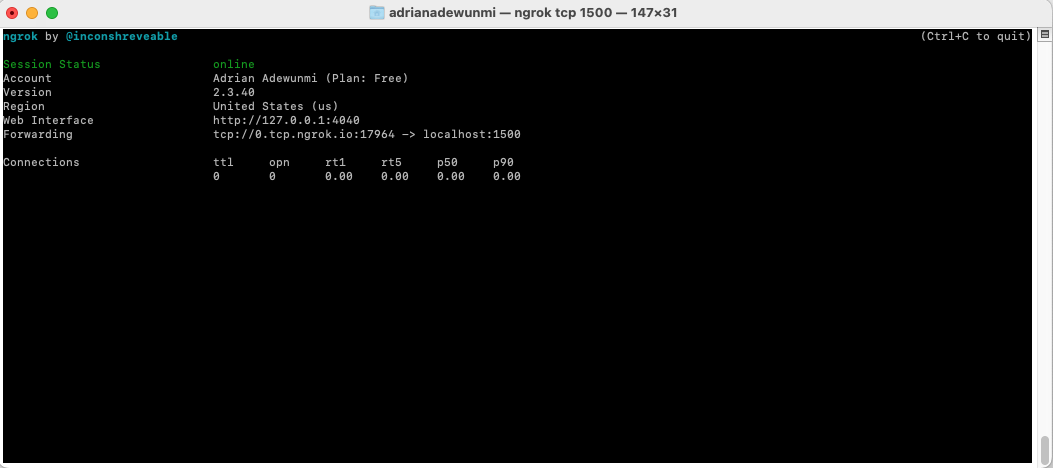 adrianadewunmi — ngrok tcp 1500 — 147×31
ngrok by @inconshreveable (Ctrl+C to quit)
Session Status online
Account Adrian Adewunmi (Plan: Free)
Version 2.3.40
Region United States (us)
Web Interface http://127.0.0.1:4040
Forwarding tcp://0.tcp.ngrok.io:17964 -> localhost:1500
Connections ttl opn rt1 rt5 p50 p90
0 0 0.00 0.00 0.00 0.00